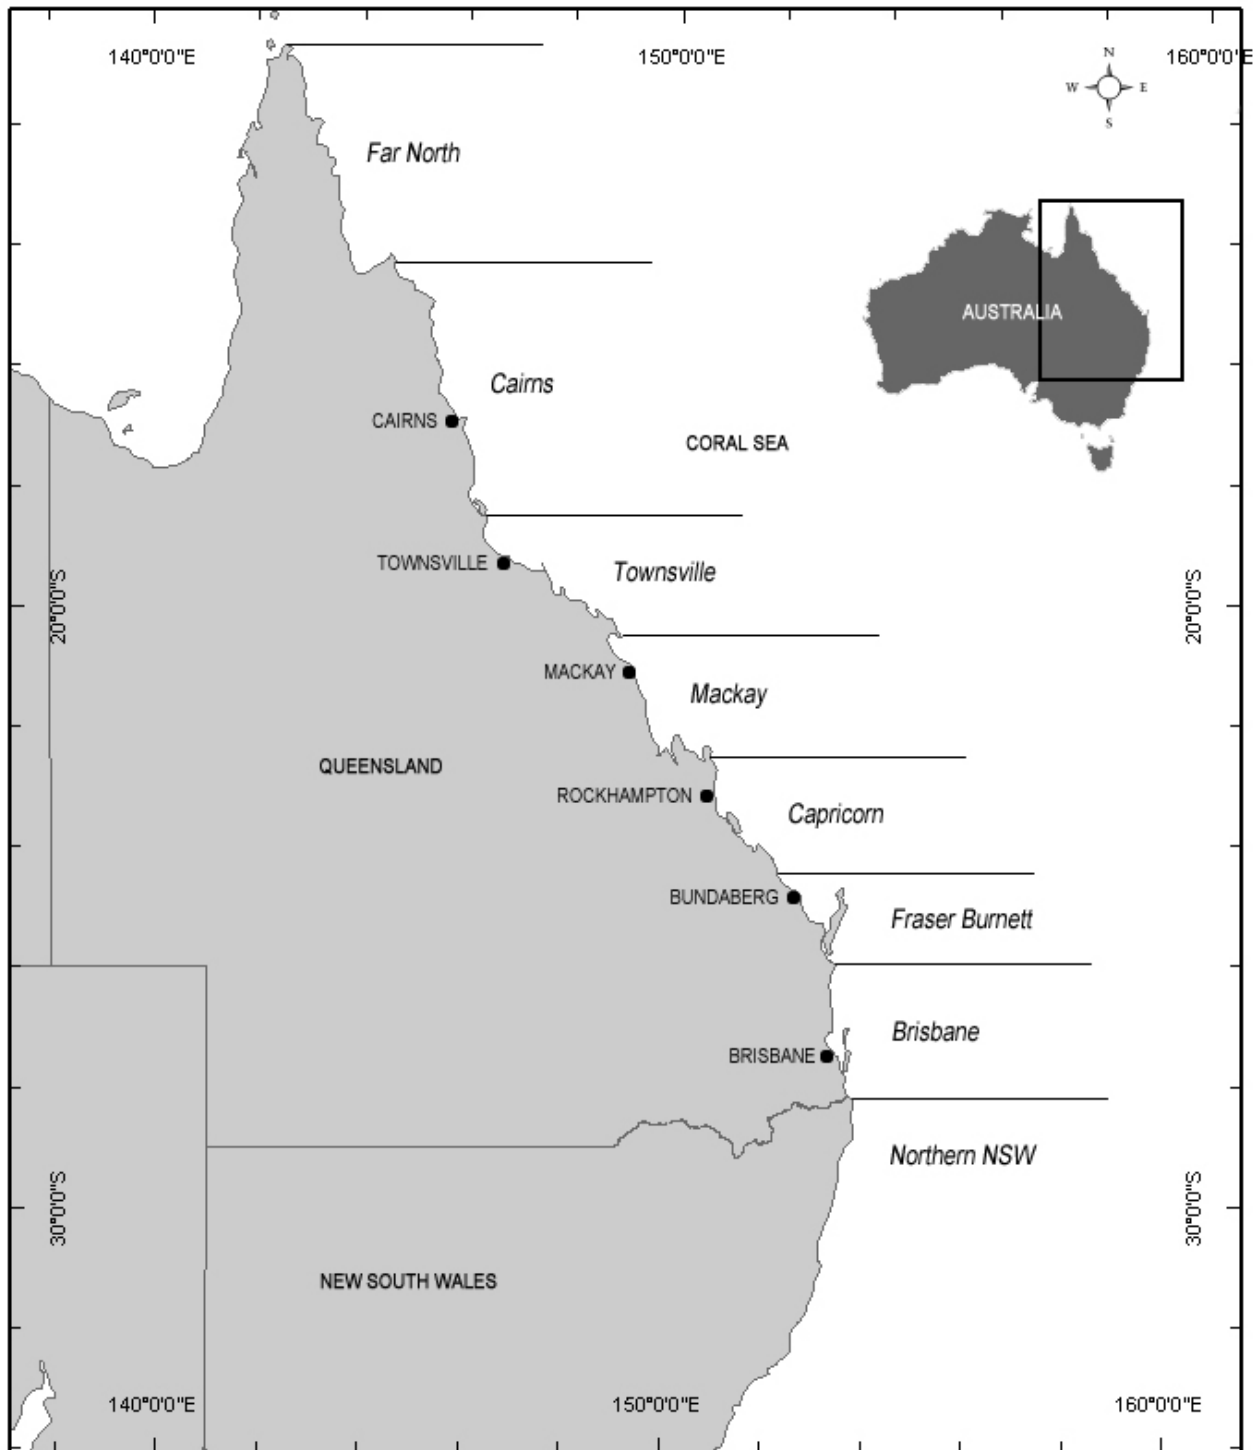 140°0'0"E
150°0'0"E
160°0'0"E
N
W
E
S
Far North
AUSTRALIA
Cairns
CAIRNS
CORAL SEA
TOWNSVILLE
Townsville
20°0'0"S
20°0'0"S
MACKAY
Mackay
QUEENSLAND
ROCKHAMPTON
Capricorn
BUNDABERG
Fraser Burnett
Brisbane
BRISBANE
Northern NSW
30°0'0"S
30°0'0"S
NEW SOUTH WALES
140°0'0"E
150°0'0"E
160°0'0"E